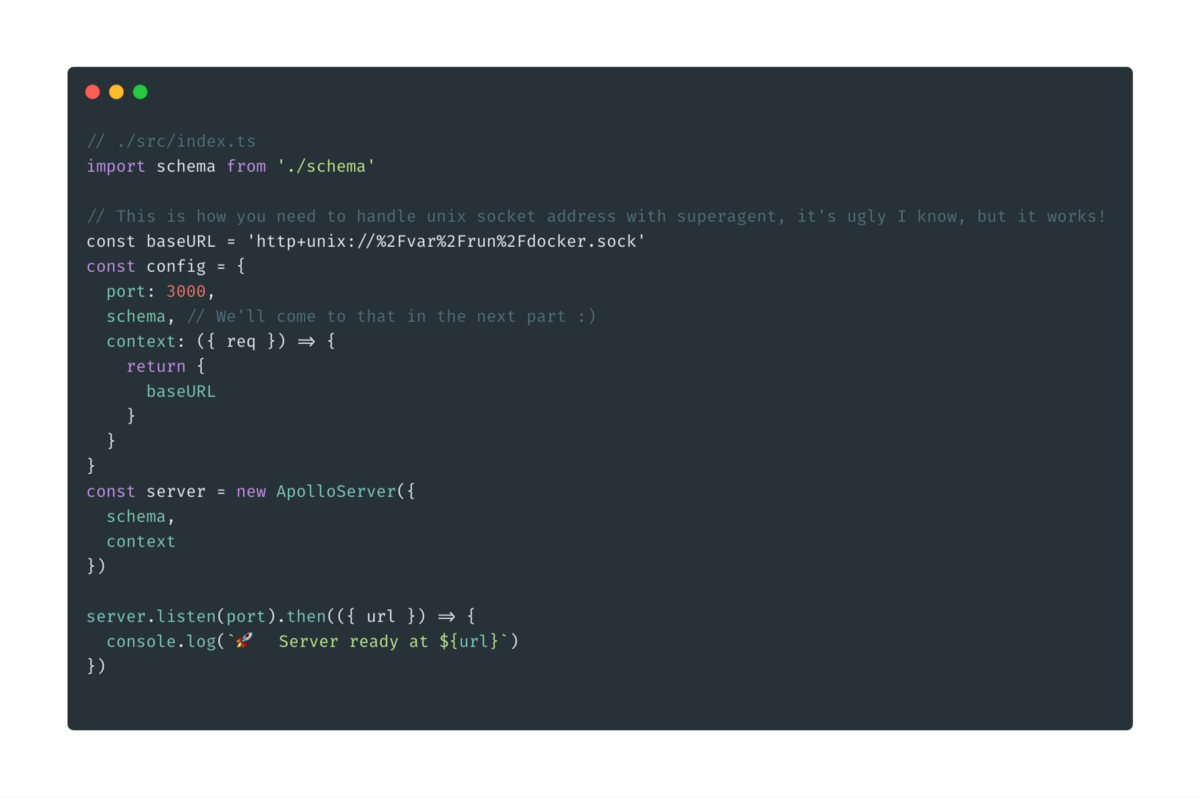 // ./src/index.ts
import schema from './schema'
// This is how you need to handle unix socket address with superagent, it's ugly I know, but it works!
const baseURL = 'http+unix://%2Fvar%2Frun%2Fdocker.sock'
const config = {
  port: 3000,
  schema, // We'll come to that in the next part :)
  context: ({ req }) => {
    return {
      baseURL
    }
  }
}
const server = new ApolloServer({
  schema,
  context
})
server.listen(port).then(({ url }) => {
  console.log(`🚀  Server ready at ${url}`)
})